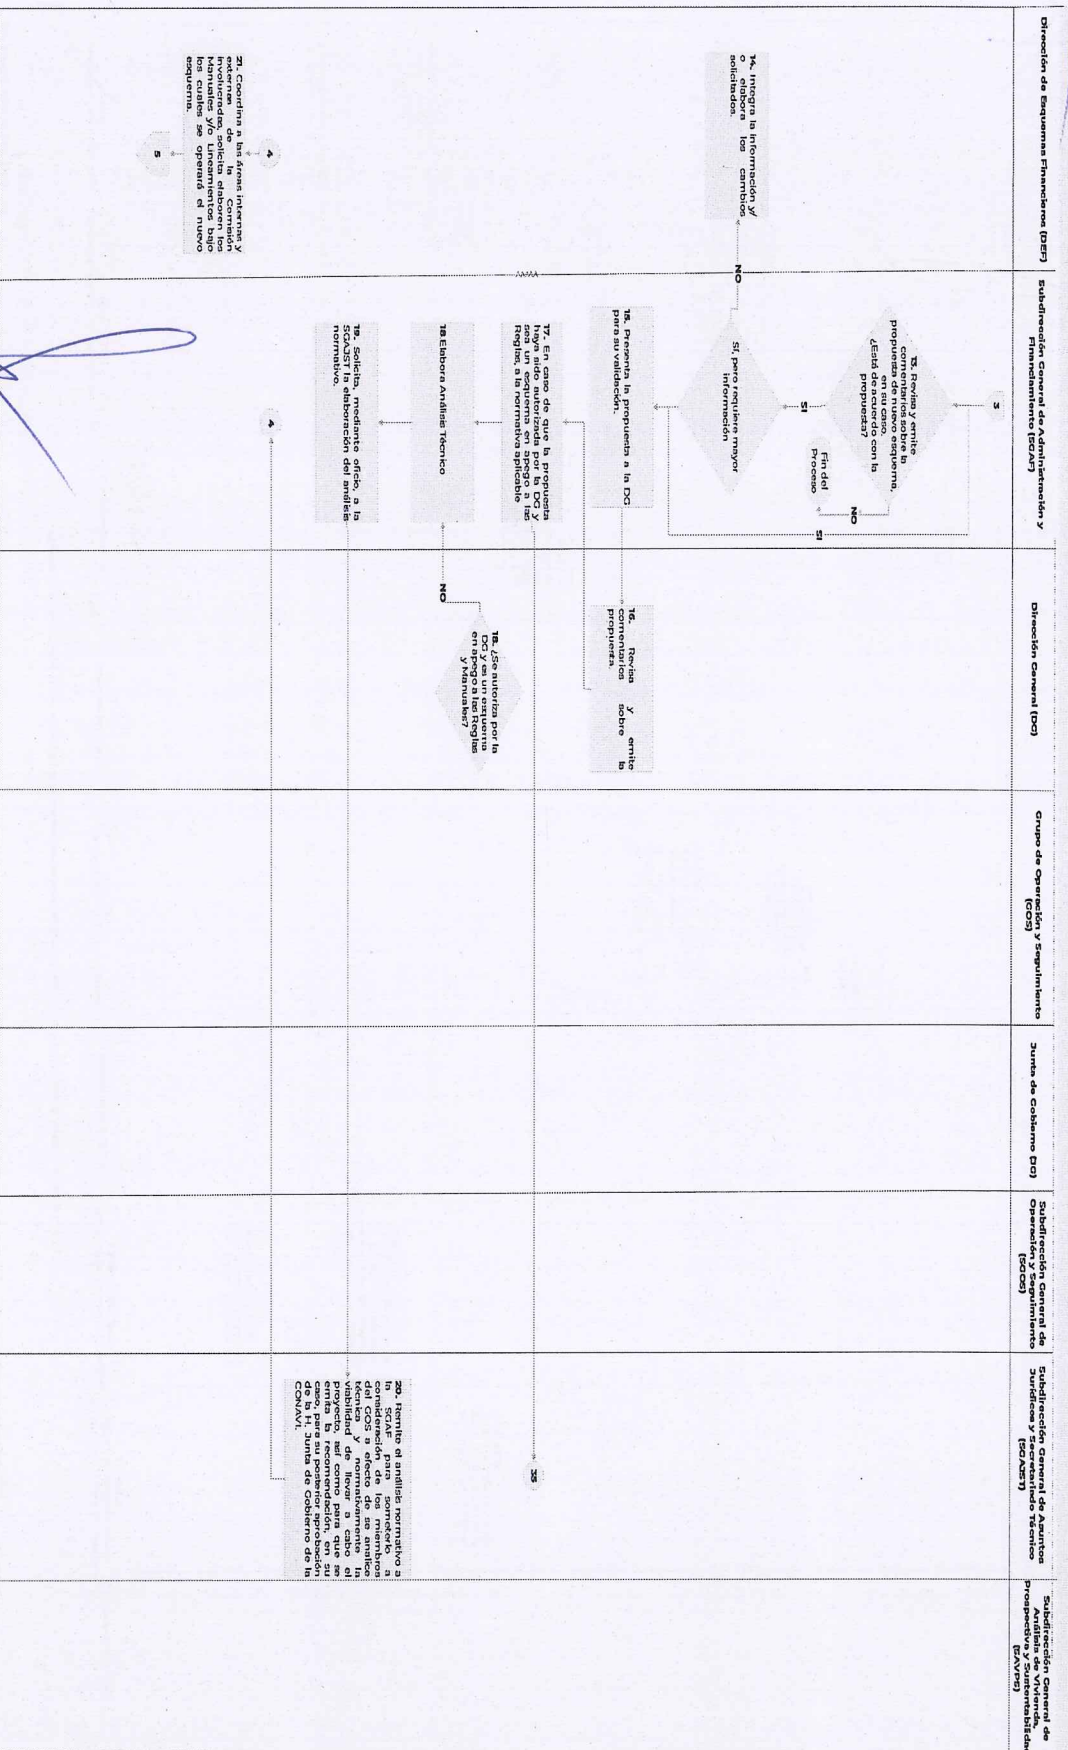 Dirección de Esquemas Financieros (DEF)
Subdirección General de Administración y
Financiamiento (SGAF)
Dirección General (DG)
Grupo de Operación y Seguimiento
(GOS)
Junta de Gobierno (JG)
Subdirección General de
Operación y Seguimiento
(SGOS)
Subdirección General de Asuntos
Jurídicos y Secretariado Técnico
(SGAJST)
Subdirección General de
Análisis de Vivienda,
Prospectiva y Sustentabilidad
(SAVPS)
3
13. Revisa y emite
comentarios sobre la
propuesta de nuevo esquema,
en su caso.
¿Está de acuerdo con la
propuesta?
NO
Fin del
Proceso
SI
SI
Sí, pero requiere mayor
información
NO
14. Integra la información y/
o elabora los cambios
solicitados.
15. Presenta la propuesta a la DG
para su validación.
16. Revisa y emite
comentarios sobre la
propuesta.
17. En caso de que la propuesta
haya sido autorizada por la DG y
sea un esquema en apego a las
Reglas, a la normativa aplicable
35
18. ¿Se autoriza por la
DG y es un esquema
en apego a las Reglas
y Manuales?
NO
18 Elabora Análisis Técnico
19. Solicita, mediante oficio, a la
SGAJST la elaboración del análisis
normativo.
20. Remite el análisis normativo a
la SGAF para someterlo a
consideración de los miembros
del GOS a efecto de se analice
técnica y normativamente la
viabilidad de llevar a cabo el
proyecto, así como para que se
emita la recomendación, en su
caso, para su posterior aprobación
de la H. Junta de Gobierno de la
CONAVI.
4
4
21. Coordina a las áreas internas y
externas de la Comisión
involucradas, solicita elaboren los
Manuales y/o Lineamientos bajo
los cuales se operará el nuevo
esquema.
5